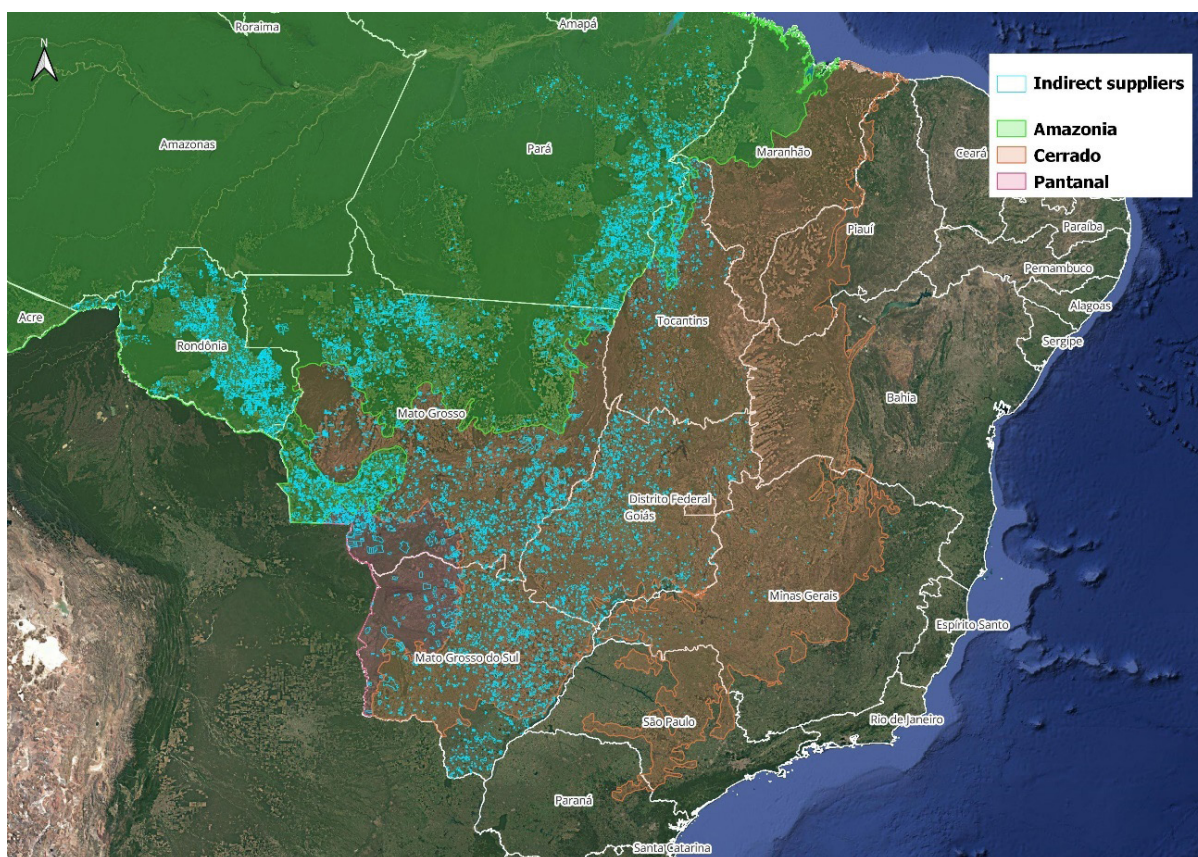 Roraima
Amapá
N
Indirect suppliers
Amazonia
Cerrado
Pantanal
Amazonas
Pará
Maranhão
Ceará
Piauí
Paraíba
Pernambuco
Acre
Rondônia
Tocantins
Alagoas
Sergipe
Mato Grosso
Bahia
Distrito Federal
Goiás
Minas Gerais
Espírito Santo
Mato Grosso do Sul
São Paulo
Rio de Janeiro
Paraná
Santa Catarina